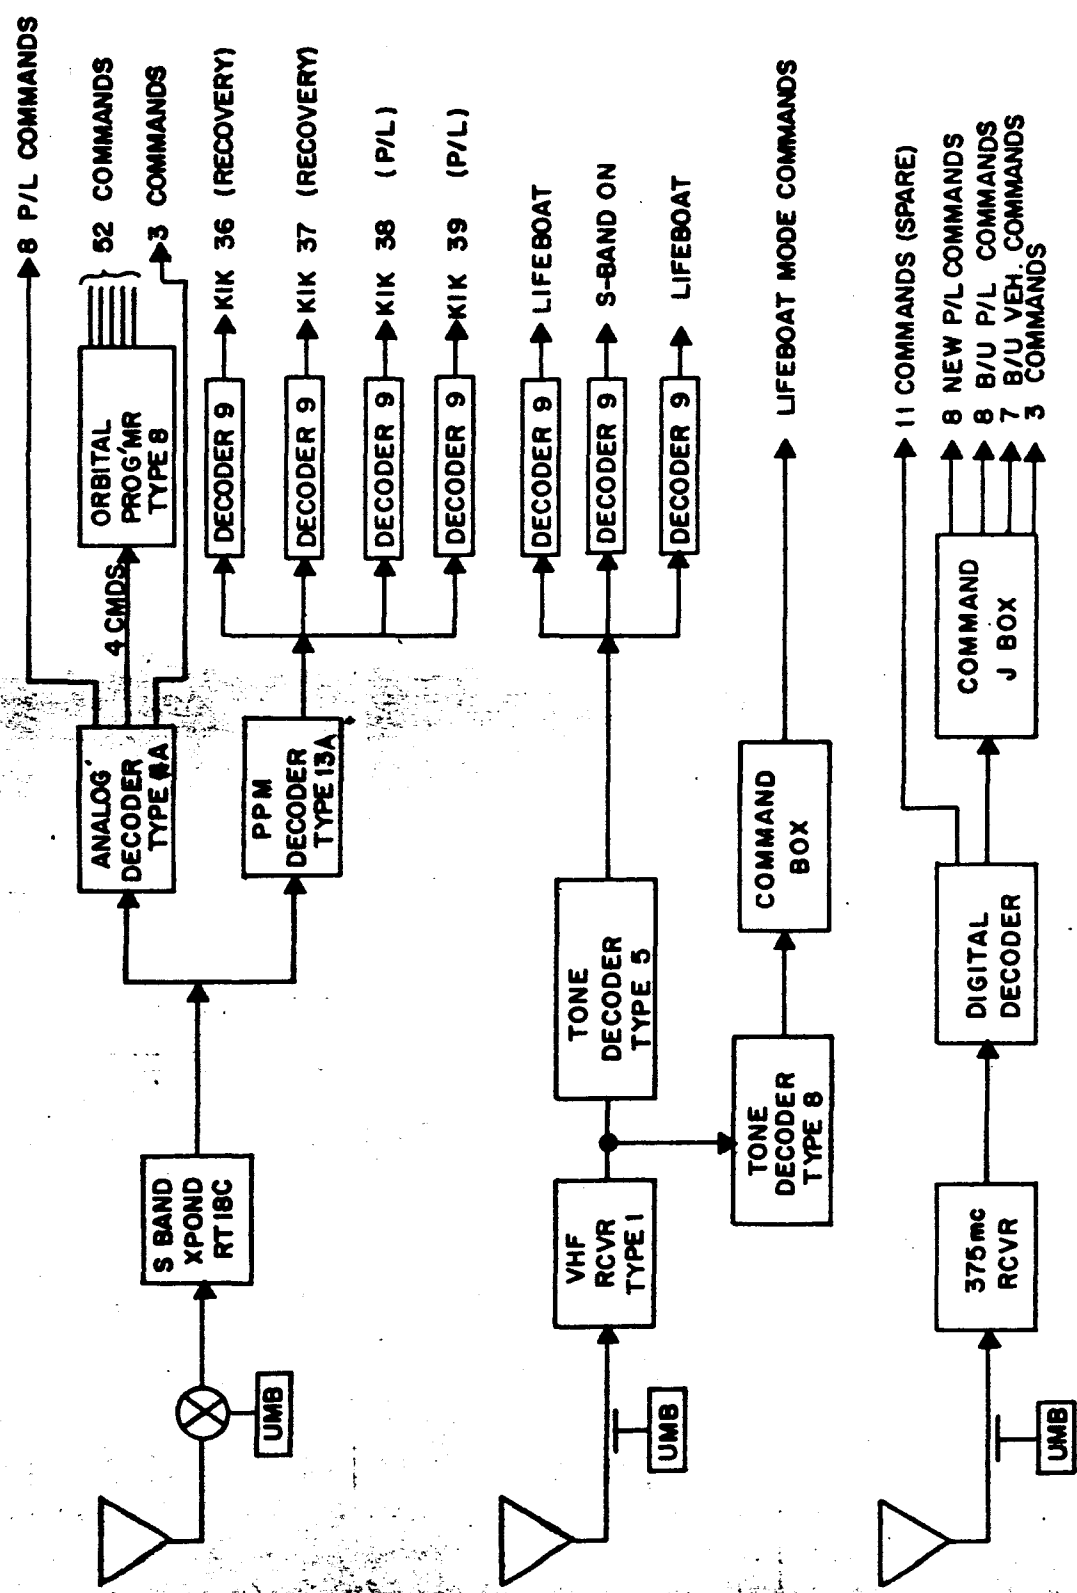 UMB
S BAND
XPOND
RT18C
ANALOG
DECODER
TYPE
4 CMDS
ORBITAL
PROG'MR
TYPE 8
8 P/L COMMANDS
52 COMMANDS
3 COMMANDS
PPM
DECODER
TYPE 13A
DECODER 9
KIK 36 (RECOVERY)
DECODER 9
KIK 37 (RECOVERY)
DECODER 9
KIK 38 (P/L)
DECODER 9
KIK 39 (P/L)
UMB
VHF
RCVR
TYPE 1
TONE
DECODER
TYPE 5
DECODER 9
LIFEBOAT
DECODER 9
S-BAND ON
DECODER 9
LIFEBOAT
TONE
DECODER
TYPE 8
COMMAND
BOX
LIFEBOAT MODE COMMANDS
UMB
375mc
RCVR
DIGITAL
DECODER
COMMAND
J BOX
11 COMMANDS (SPARE)
8 NEW P/L COMMANDS
8 B/U P/L COMMANDS
7 B/U VEH. COMMANDS
3 COMMANDS